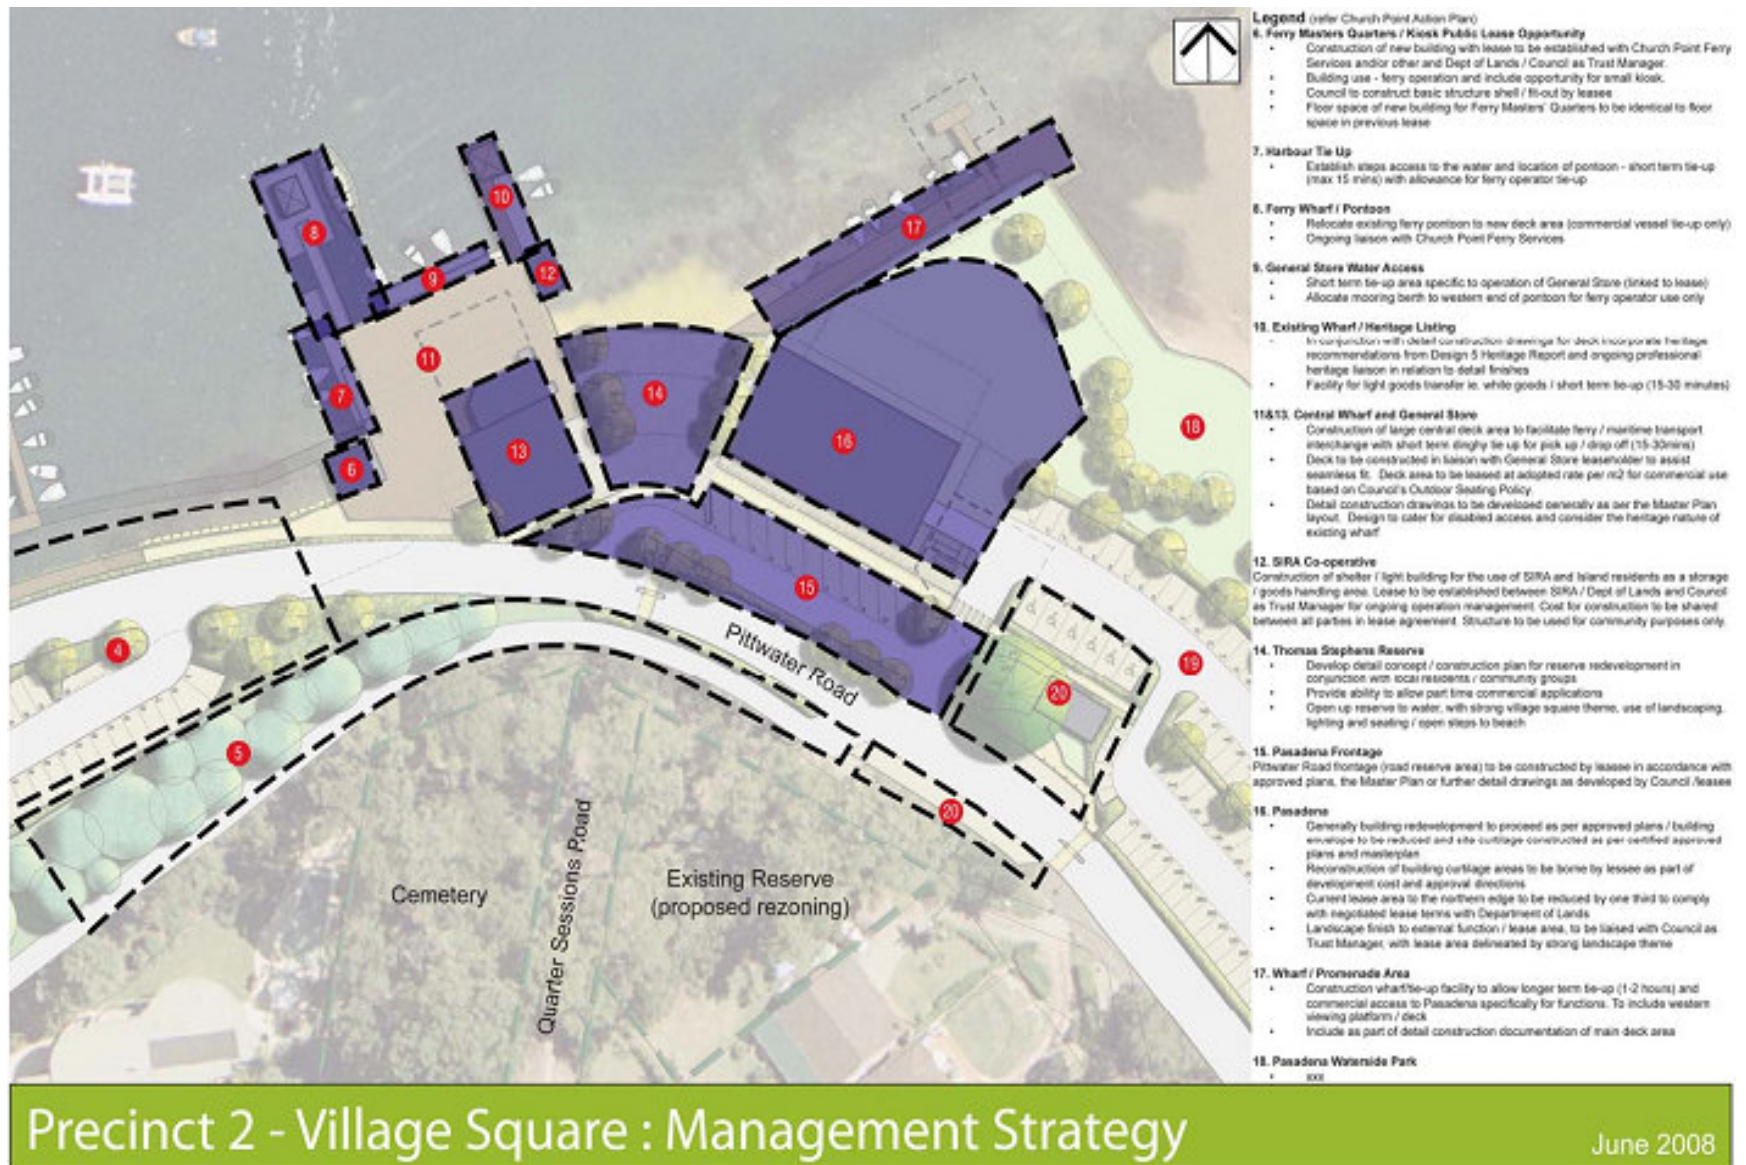 Legend (refer Church Point Action Plan)
6. Ferry Masters Quarters / Kiosk Public Lease Opportunity
• Construction of new building with lease to be established with Church Point Ferry
Services and/or other and Dept of Lands / Council as Trust Manager.
• Building use - ferry operation and include opportunity for small kiosk.
• Council to construct basic structure shell / fit-out by leasee
• Floor space of new building for Ferry Masters' Quarters to be identical to floor
space in previous lease
7. Harbour Tie Up
• Establish steps access to the water and location of pontoon - short term tie-up
(max 15 mins) with allowance for ferry operator tie-up
8. Ferry Wharf / Pontoon
• Relocate existing ferry pontoon to new deck area (commercial vessel tie-up only)
• Ongoing liaison with Church Point Ferry Services
9. General Store Water Access
• Short term tie-up area specific to operation of General Store (linked to lease)
• Allocate mooring berth to western end of pontoon for ferry operator use only
10. Existing Wharf / Heritage Listing
• In conjunction with detail construction drawings for deck incorporate heritage
recommendations from Design 5 Heritage Report and ongoing professional
heritage liaison in relation to detail finishes
• Facility for light goods transfer ie. white goods / short term tie-up (15-30 minutes)
11&13. Central Wharf and General Store
• Construction of large central deck area to facilitate ferry / maritime transport
interchange with short term dinghy tie up for pick up / drop off (15-30mins)
• Deck to be constructed in liaison with General Store leaseholder to assist
seamless fit. Deck area to be leased at adopted rate per m2 for commercial use
based on Council's Outdoor Seating Policy
• Detail construction drawings to be developed generally as per the Master Plan
layout. Design to cater for disabled access and consider the heritage nature of
existing wharf
12. SIRA Co-operative
Construction of shelter / light building for the use of SIRA and Island residents as a storage
/ goods handling area. Lease to be established between SIRA / Dept of Lands and Council
as Trust Manager for ongoing operation management. Cost for construction to be shared
between all parties in lease agreement. Structure to be used for community purposes only.
14. Thomas Stephens Reserve
• Develop detail concept / construction plan for reserve redevelopment in
conjunction with local residents / community groups
• Provide ability to allow part time commercial applications
• Open up reserve to water, with strong village square theme, use of landscaping,
lighting and seating / open steps to beach
15. Pasadena Frontage
Pittwater Road frontage (road reserve area) to be constructed by leasee in accordance with
approved plans, the Master Plan or further detail drawings as developed by Council /leasee
16. Pasadena
• Generally building redevelopment to proceed as per approved plans / building
envelope to be reduced and site curtilage constructed as per certified approved
plans and masterplan
• Reconstruction of building curtilage areas to be borne by lessee as part of
development cost and approval directions
• Current lease area to the northern edge to be reduced by one third to comply
with negotiated lease terms with Department of Lands
• Landscape finish to external function / lease area, to be liaised with Council as
Trust Manager, with lease area delineated by strong landscape theme
17. Wharf / Promenade Area
• Construction wharf/tie-up facility to allow longer term tie-up (1-2 hours) and
commercial access to Pasadena specifically for functions. To include western
viewing platform / deck
• Include as part of detail construction documentation of main deck area
18. Pasadena Waterside Park
• xxx
10
8
17
12
9
11
7
14
18
16
13
6
15
4
19
20
5
20
Pittwater Road
Cemetery
Quarter Sessions Road
Existing Reserve
(proposed rezoning)
Precinct 2 - Village Square : Management Strategy
June 2008